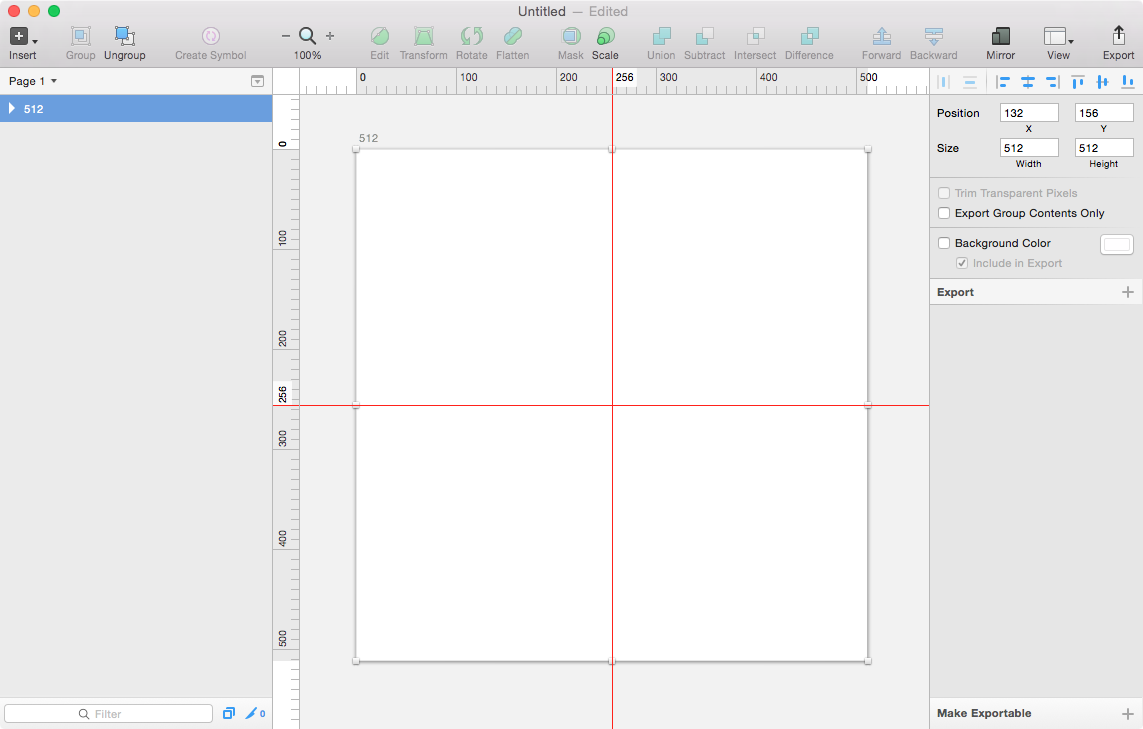 Untitled — Edited
Insert Group Ungroup Create Symbol 100% Edit Transform Rotate Flatten Mask Scale Union Subtract Intersect Difference Forward Backward Mirror View Export
Page 1
512
0 100 200 256 300 400 500
0
100
200
256
300
400
500
512
Position 132 156
X Y
Size 512 512
Width Height
Trim Transparent Pixels
Export Group Contents Only
Background Color
Include in Export
Export
Filter 0
Make Exportable